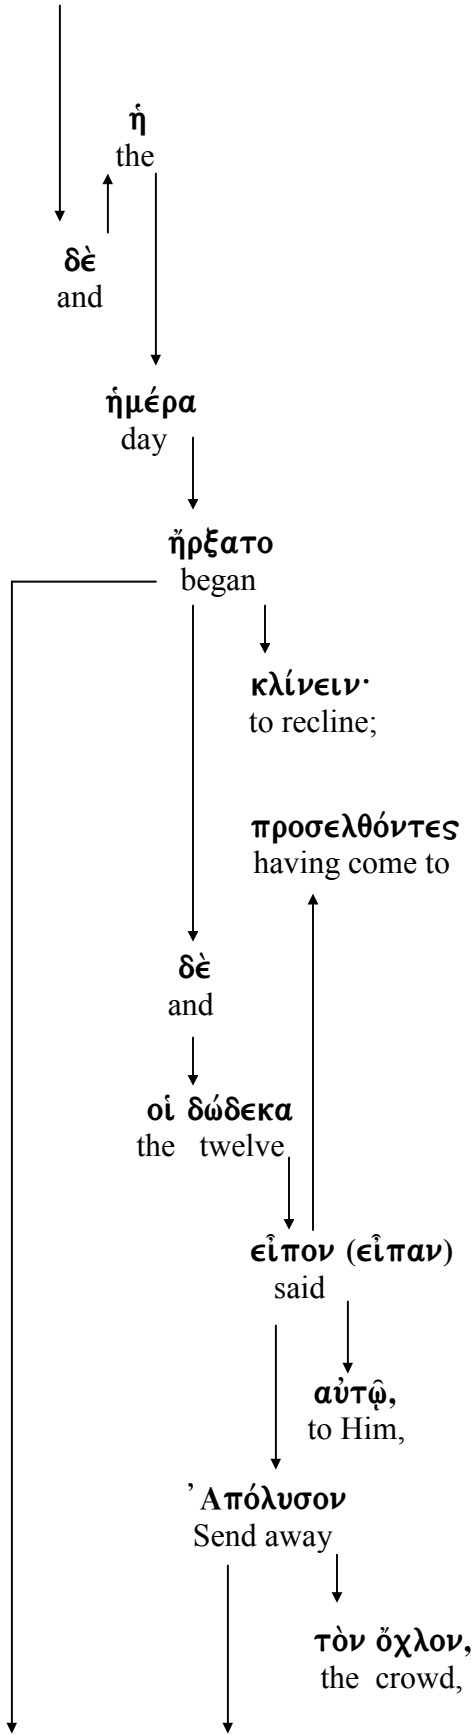 ἡ
the
δὲ
and
ἡμέρα
day
ἤρξατο
began
κλίνειν·
to recline;
προσελθόντες
having come to
δὲ
and
οἱ δώδεκα
the twelve
εἶπον (εἶπαν)
said
αὐτῷ,
to Him,
᾿Απόλυσον
Send away
τὸν ὄχλον,
the crowd,